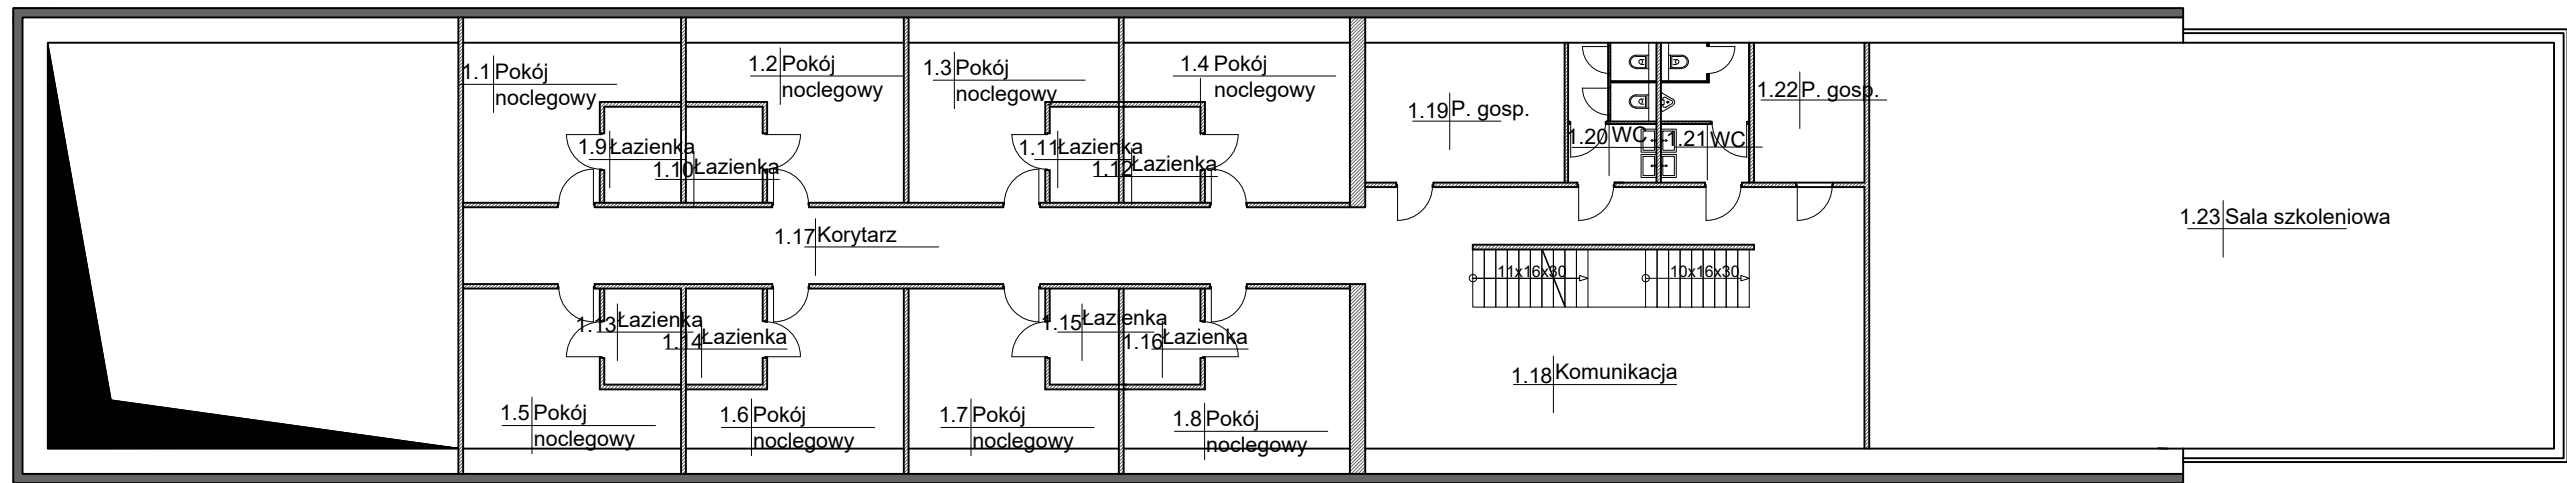 1.1 Pokój
noclegowy
1.2 Pokój
noclegowy
1.3 Pokój
noclegowy
1.4 Pokój
noclegowy
1.19 P. gosp.
1.20 WC
1.21 WC
1.22 P. gosp.
1.9 Łazienka
1.10 Łazienka
1.11 Łazienka
1.12 Łazienka
1.17 Korytarz
1.23 Sala szkoleniowa
11x16x30
10x16x30
1.13 Łazienka
1.14 Łazienka
1.15 Łazienka
1.16 Łazienka
1.18 Komunikacja
1.5 Pokój
noclegowy
1.6 Pokój
noclegowy
1.7 Pokój
noclegowy
1.8 Pokój
noclegowy